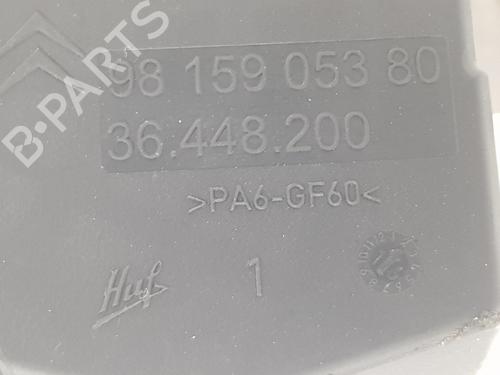 98 159 053 80
36.448.200
>PA6-GF60<
Huf
1
B-PARTS